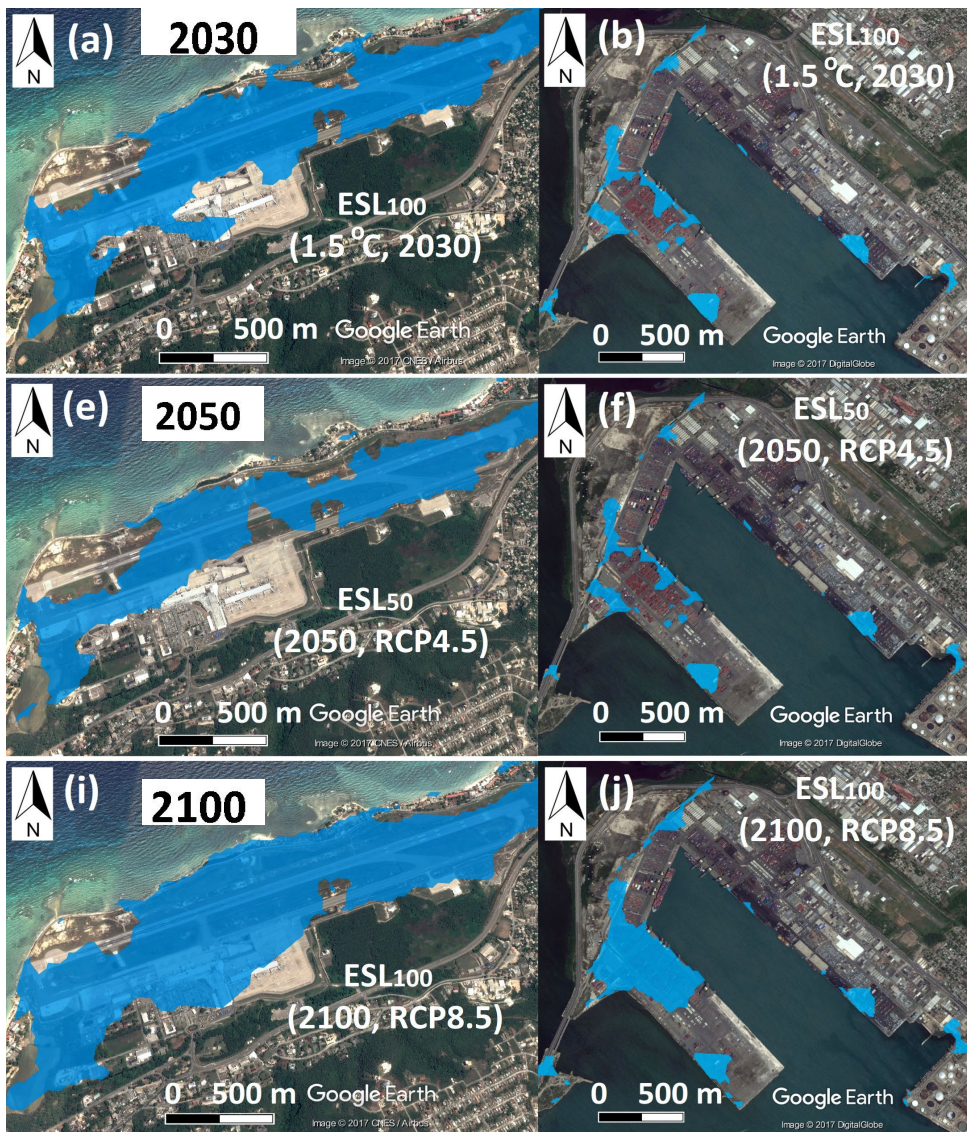 (a)
2030
N
ESL100
(1.5 °C, 2030)
0 500 m Google Earth
Image © 2017 CNES / Airbus
(b)
N
ESL100
(1.5 °C, 2030)
0 500 m Google Earth
Image © 2017 DigitalGlobe
(e)
2050
N
ESL50
(2050, RCP4.5)
0 500 m Google Earth
Image © 2017 CNES / Airbus
(f)
N
ESL50
(2050, RCP4.5)
0 500 m Google Earth
Image © 2017 DigitalGlobe
(i)
2100
N
ESL100
(2100, RCP8.5)
0 500 m Google Earth
Image © 2017 CNES / Airbus
(j)
N
ESL100
(2100, RCP8.5)
0 500 m Google Earth
Image © 2017 DigitalGlobe